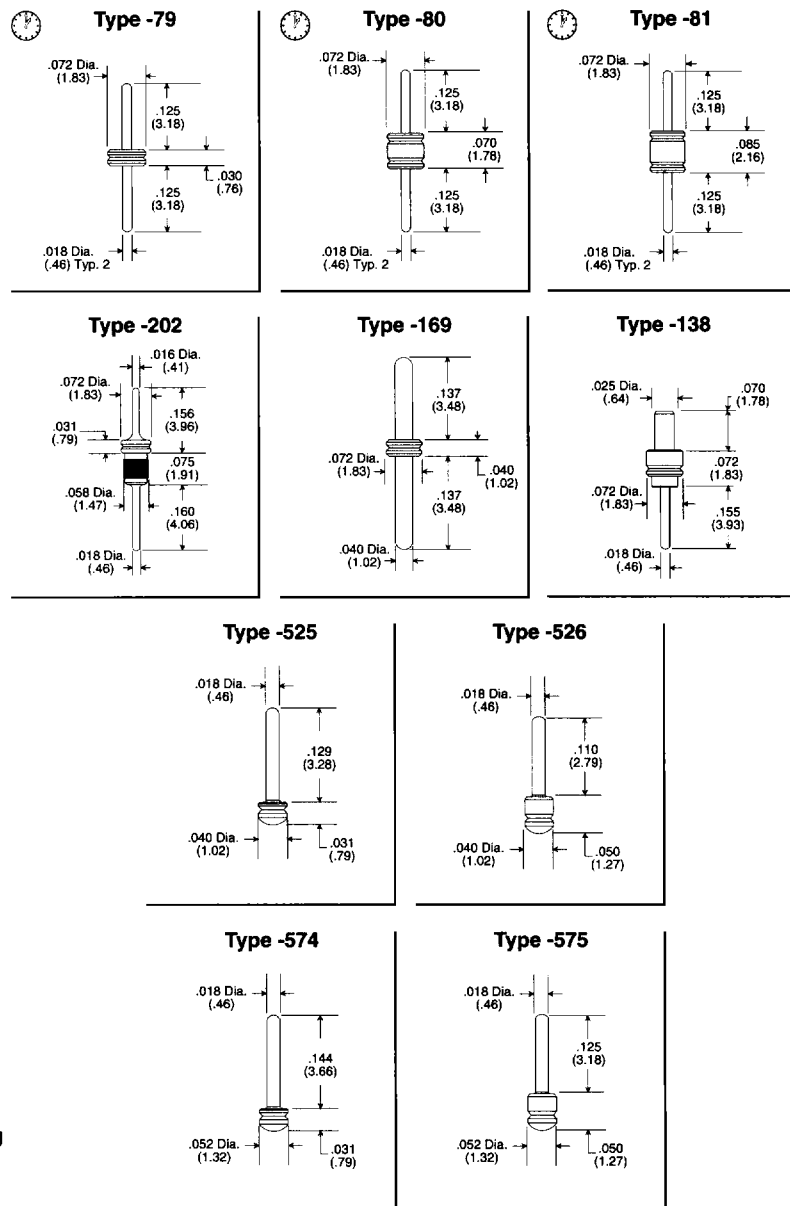 Type -79
.072 Dia.
(1.83)
.125
(3.18)
.030
(.76)
.125
(3.18)
.018 Dia.
(.46) Typ. 2
Type -80
.072 Dia.
(1.83)
.125
(3.18)
.070
(1.78)
.125
(3.18)
.018 Dia.
(.46) Typ. 2
Type -81
.072 Dia.
(1.83)
.125
(3.18)
.085
(2.16)
.125
(3.18)
.018 Dia.
(.46) Typ. 2
Type -202
.016 Dia.
(.41)
.072 Dia.
(1.83)
.156
(3.96)
.031
(.79)
.075
(1.91)
.058 Dia.
(1.47)
.160
(4.06)
.018 Dia.
(.46)
Type -169
.137
(3.48)
.072 Dia.
(1.83)
.040
(1.02)
.137
(3.48)
.040 Dia.
(1.02)
Type -138
.025 Dia.
(.64)
.070
(1.78)
.072
(1.83)
.072 Dia.
(1.83)
.155
(3.93)
.018 Dia.
(.46)
Type -525
.018 Dia.
(.46)
.129
(3.28)
.040 Dia.
(1.02)
.031
(.79)
Type -526
.018 Dia.
(.46)
.110
(2.79)
.040 Dia.
(1.02)
.050
(1.27)
Type -574
.018 Dia.
(.46)
.144
(3.66)
.052 Dia.
(1.32)
.031
(.79)
Type -575
.018 Dia.
(.46)
.125
(3.18)
.052 Dia.
(1.32)
.050
(1.27)